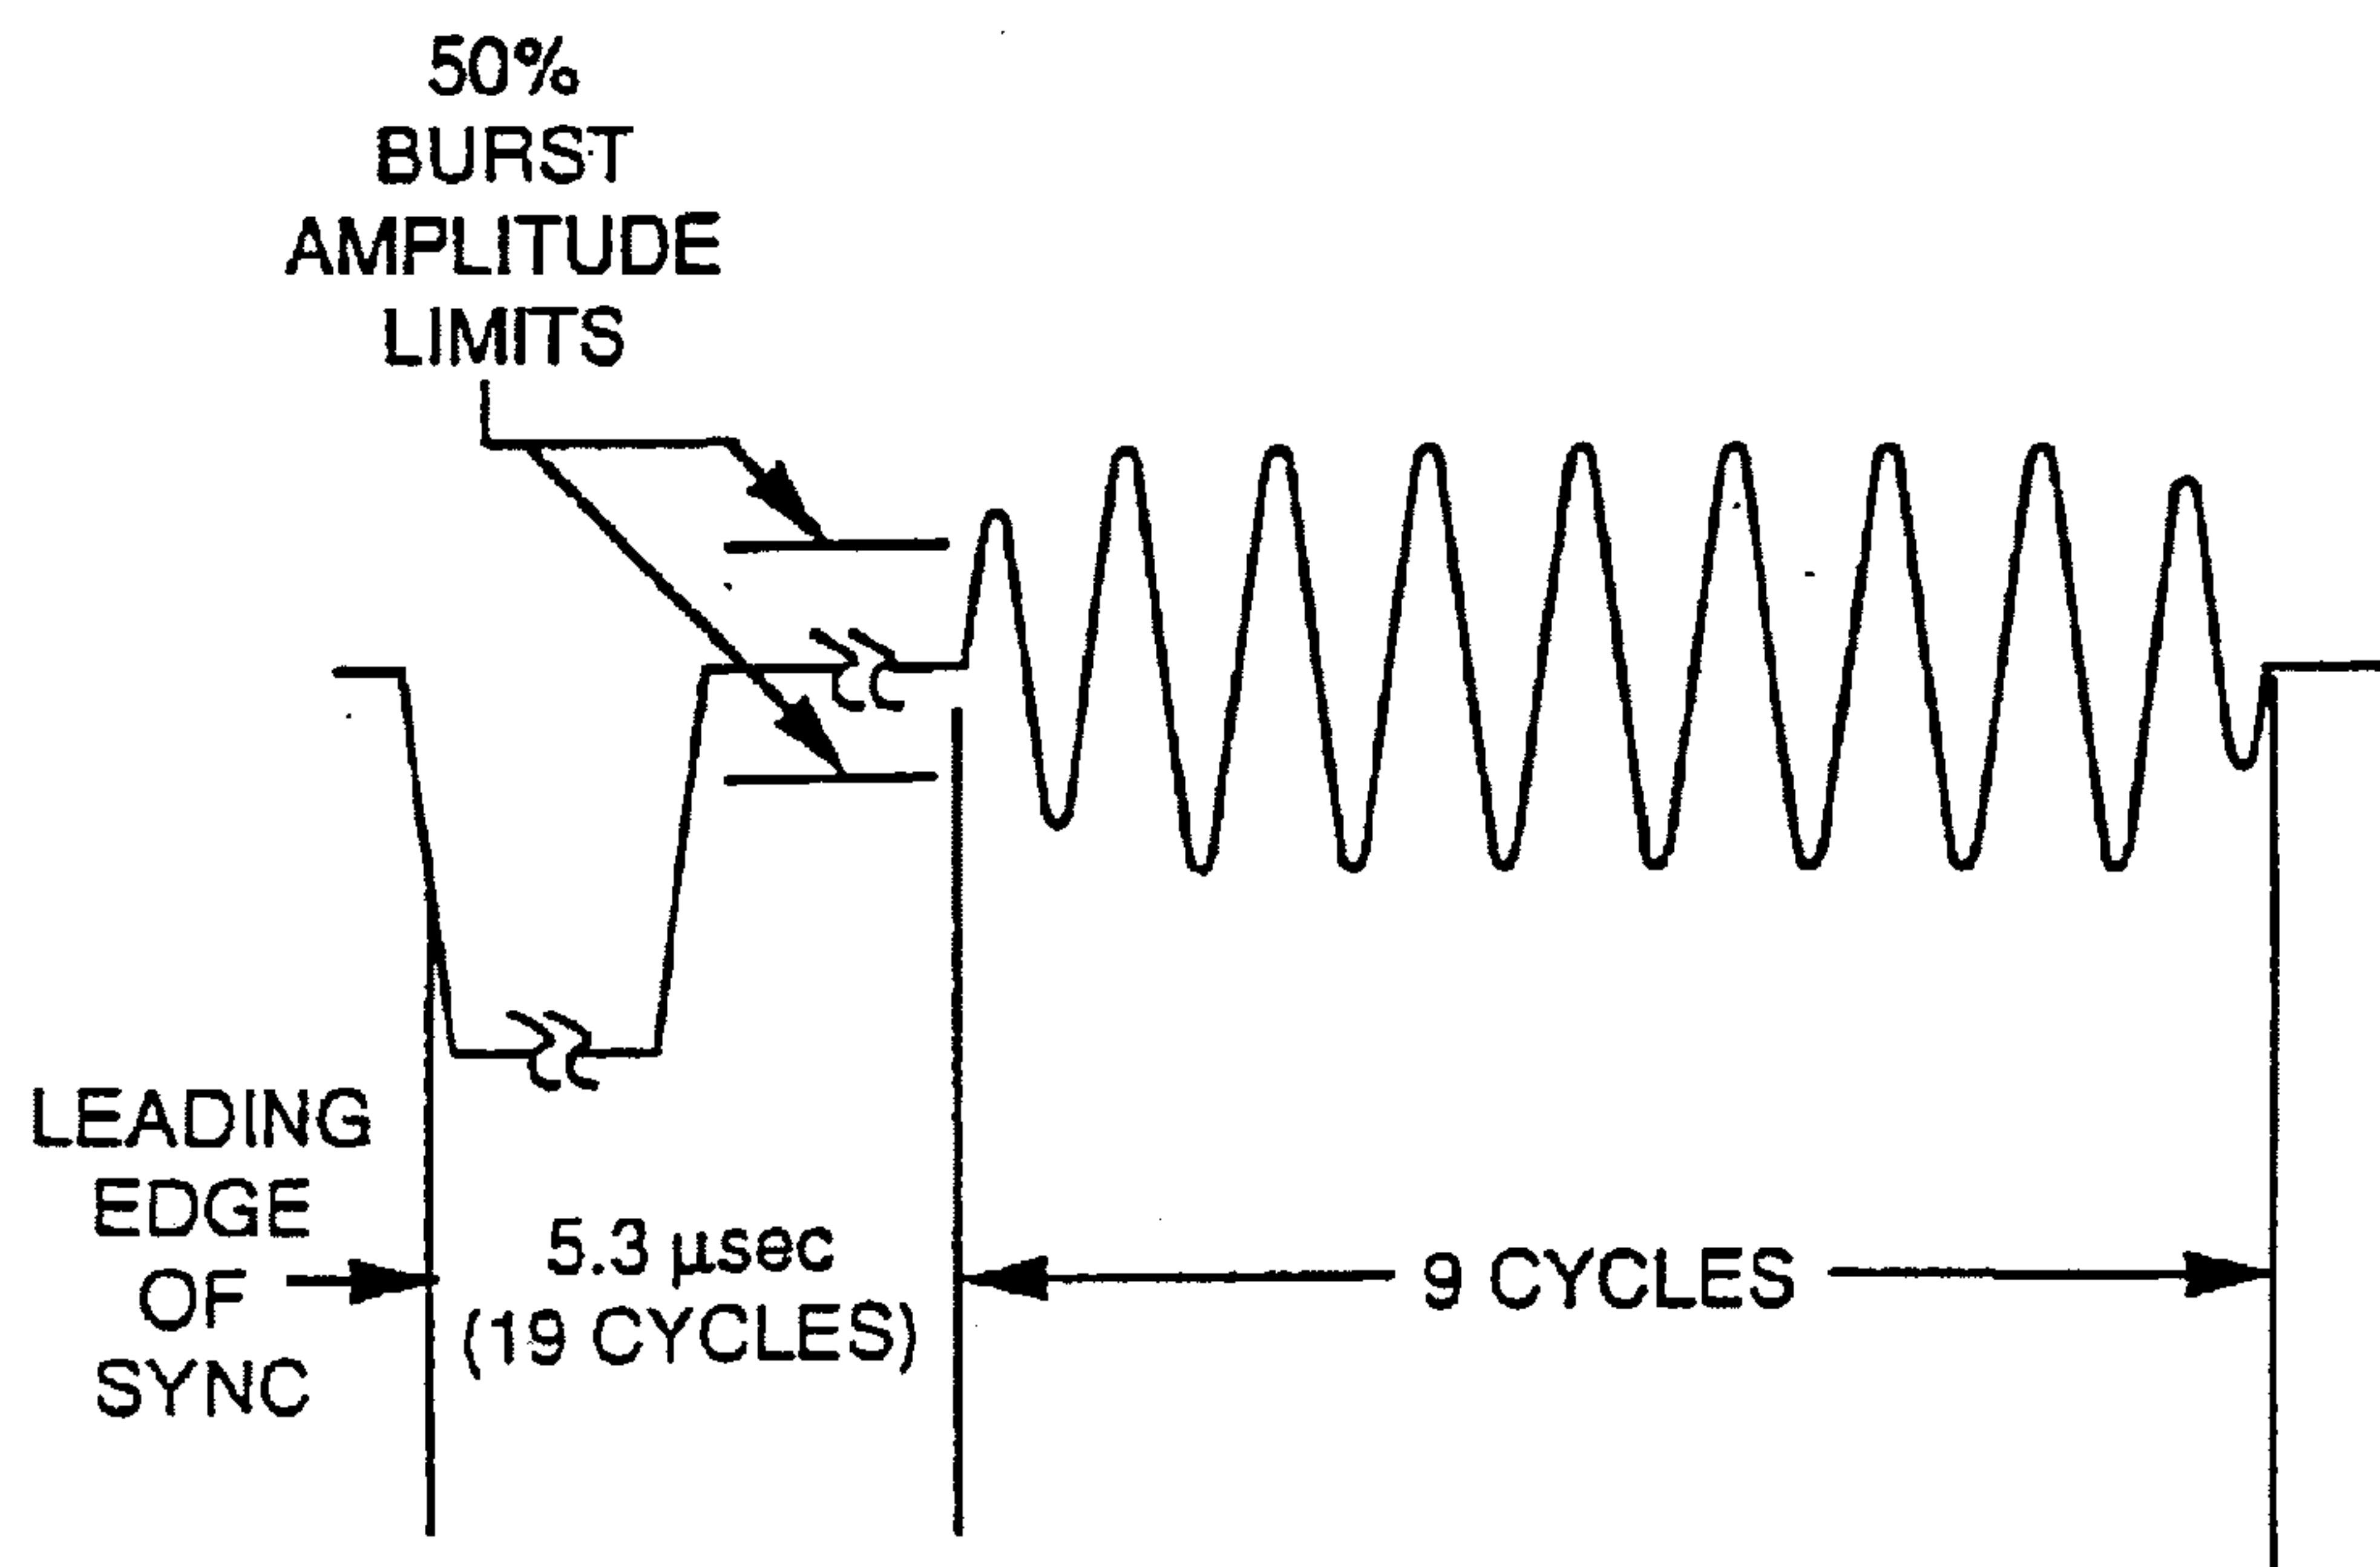 50%
BURST
AMPLITUDE
LIMITS
LEADING
EDGE
OF
SYNC
5.3 µsec
(19 CYCLES)
9 CYCLES